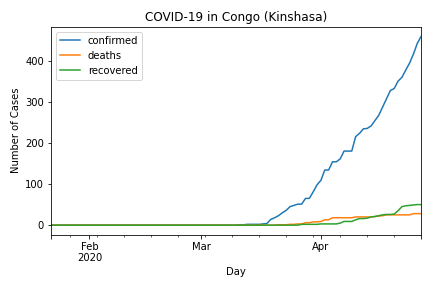 COVID-19 in Congo (Kinshasa)
confirmed
deaths
recovered
Number of Cases
400
300
200
100
0
Feb
2020
Mar
Apr
Day